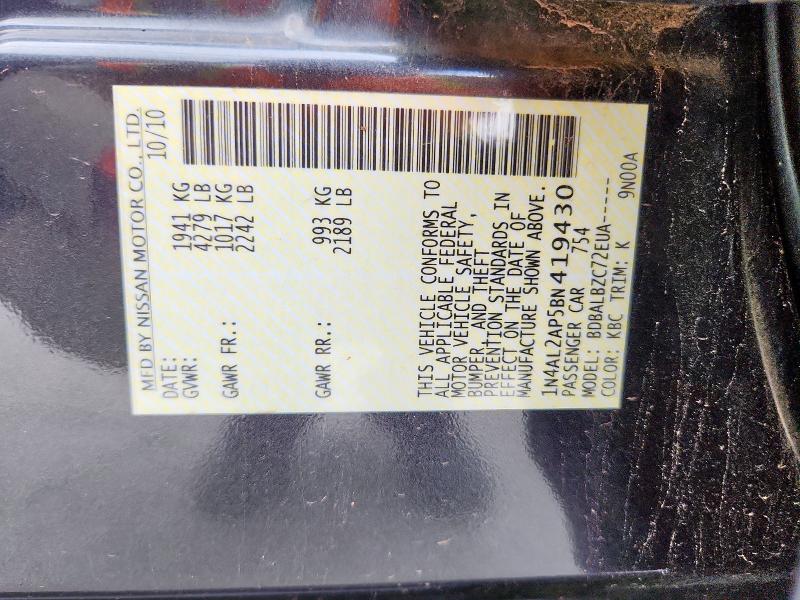 MFD BY NISSAN MOTOR CO., LTD.
DATE: 10/10
GVWR: 1941 KG
4279 LB
GAWR FR.: 1017 KG
2242 LB
GAWR RR.: 993 KG
2189 LB
THIS VEHICLE CONFORMS TO
ALL APPLICABLE FEDERAL
MOTOR VEHICLE SAFETY,
BUMPER, AND THEFT
PREVENTION STANDARDS IN
EFFECT ON THE DATE OF
MANUFACTURE SHOWN ABOVE.
1N4AL2AP5BN419430
PASSENGER CAR 754
MODEL: BDBALBZC72EUA-----
COLOR: KBC TRIM: K 9N00A